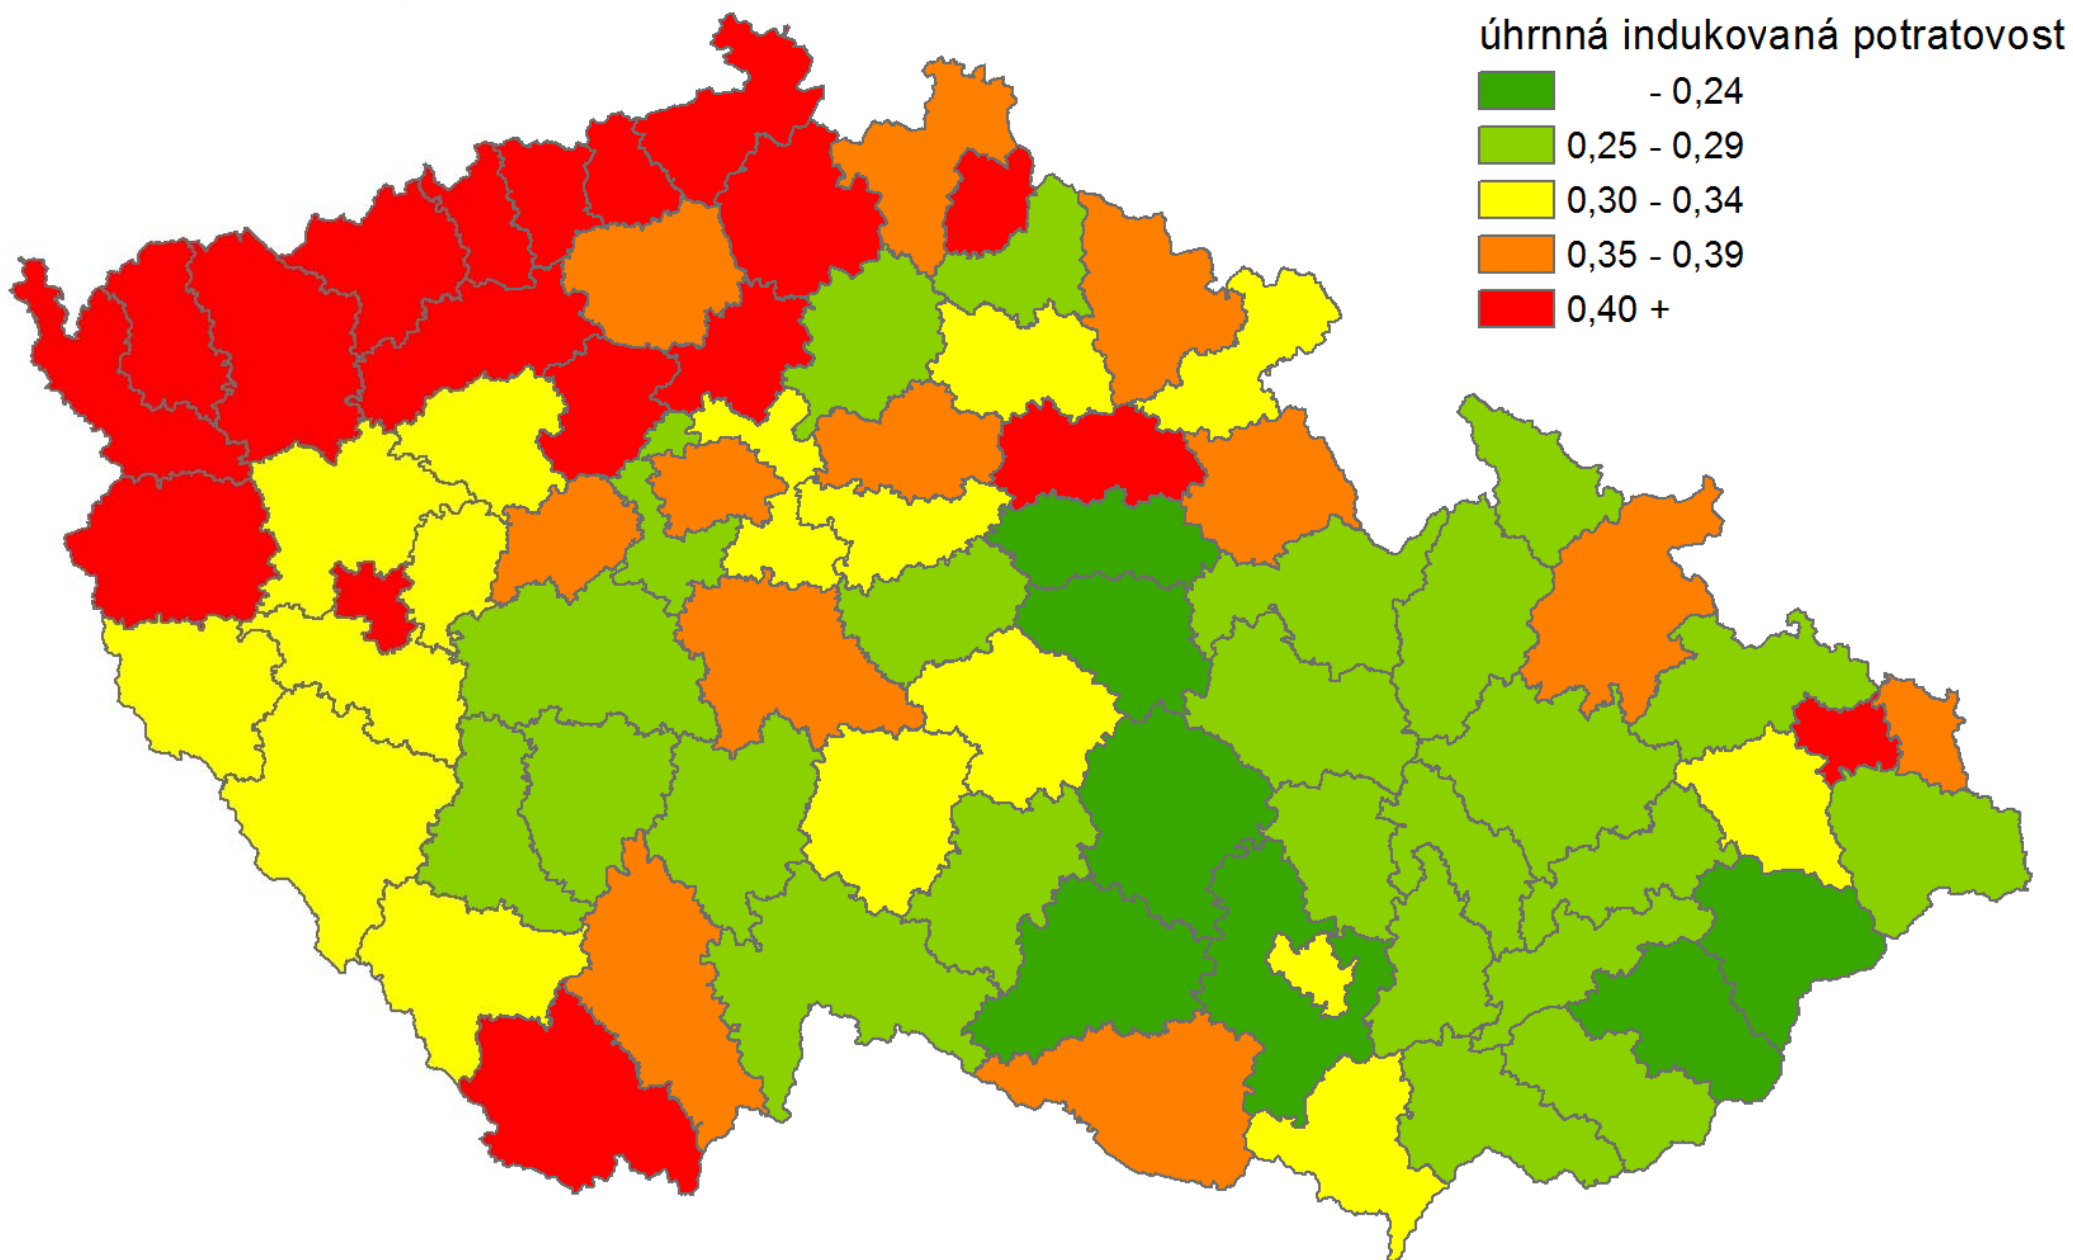 úhrnná indukovaná potratovost
- 0,24
0,25 - 0,29
0,30 - 0,34
0,35 - 0,39
0,40 +